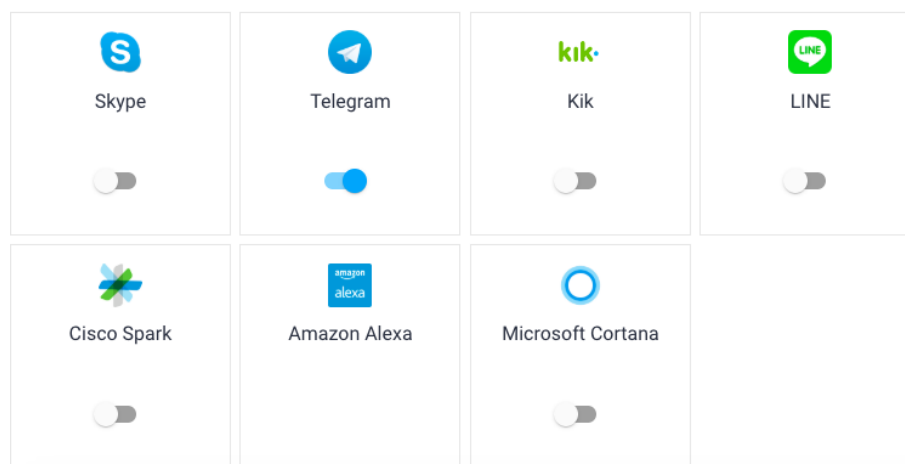 S
kik
LINE
Skype
Telegram
Kik
LINE
amazon
alexa
Cisco Spark
Amazon Alexa
Microsoft Cortana